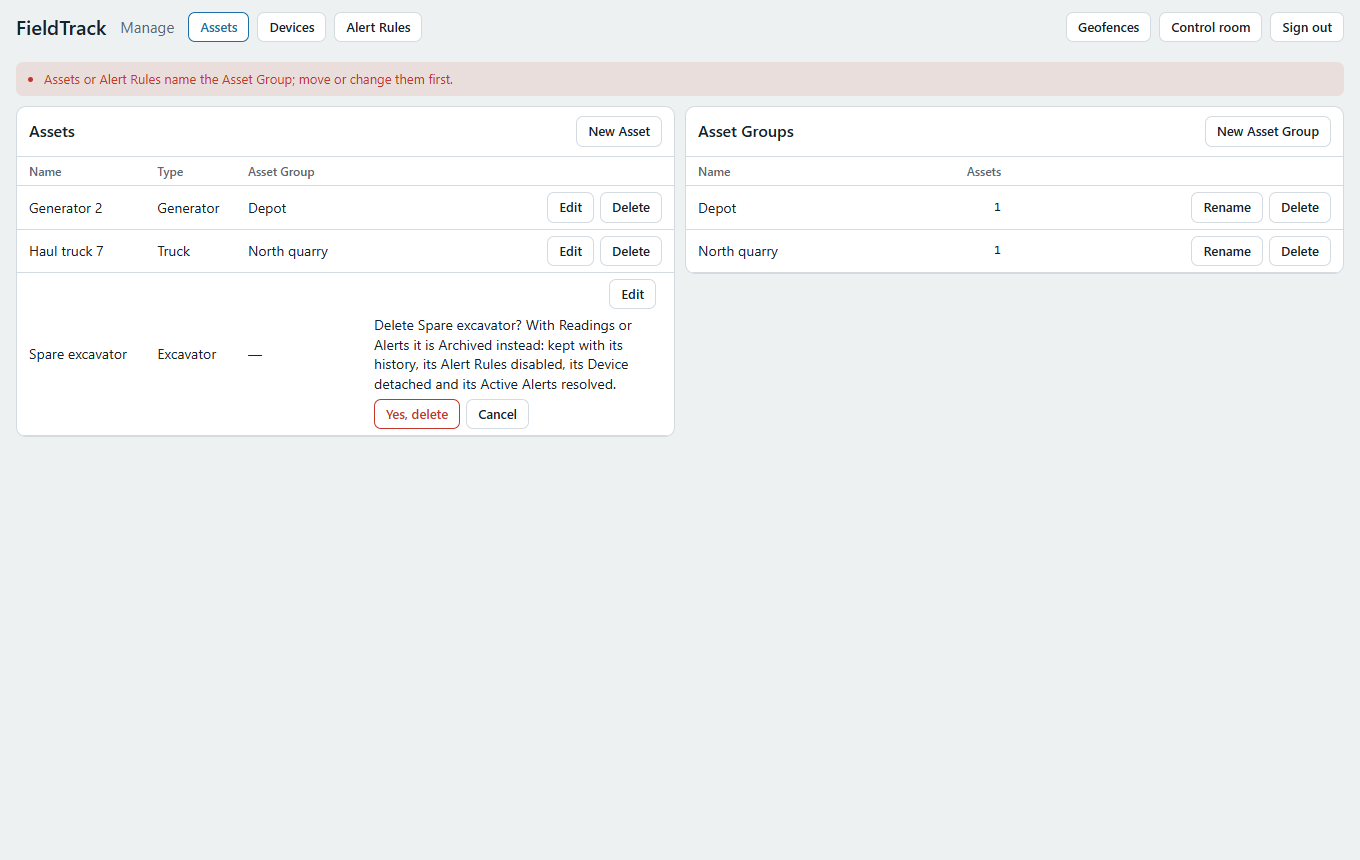 FieldTrack Manage Assets Devices Alert Rules Geofences Control room Sign out
Assets or Alert Rules name the Asset Group; move or change them first.
Assets New Asset
Name Type Asset Group
Generator 2 Generator Depot Edit Delete
Haul truck 7 Truck North quarry Edit Delete
Edit
Spare excavator Excavator —
Delete Spare excavator? With Readings or
Alerts it is Archived instead: kept with its
history, its Alert Rules disabled, its Device
detached and its Active Alerts resolved.
Yes, delete Cancel
Asset Groups New Asset Group
Name Assets
Depot 1 Rename Delete
North quarry 1 Rename Delete